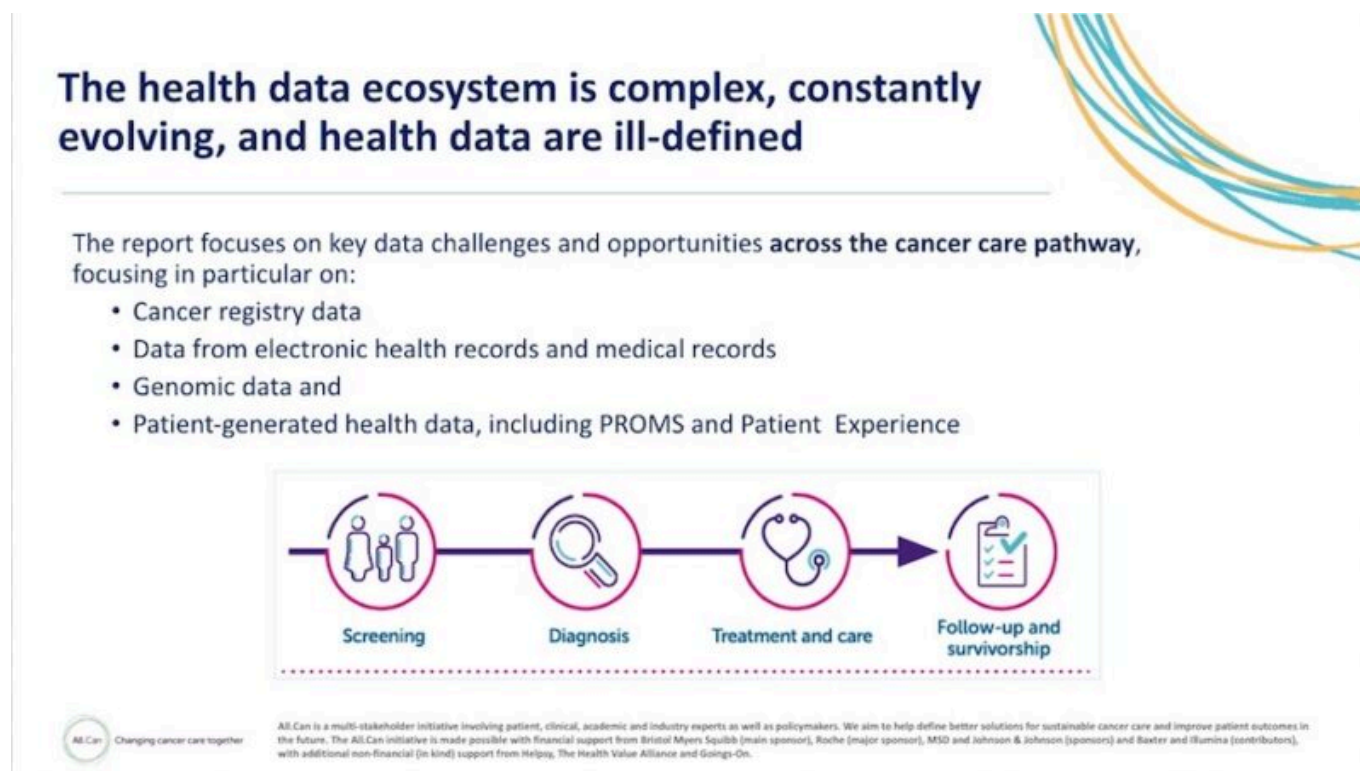 The health data ecosystem is complex, constantly
evolving, and health data are ill-defined
The report focuses on key data challenges and opportunities across the cancer care pathway,
focusing in particular on:
• Cancer registry data
• Data from electronic health records and medical records
• Genomic data and
• Patient-generated health data, including PROMS and Patient Experience
Screening
Diagnosis
Treatment and care
Follow-up and
survivorship
All.Can
Changing cancer care together
All.Can is a multi-stakeholder initiative involving patient, clinical, academic and industry experts as well as policymakers. We aim to help define better solutions for sustainable cancer care and improve patient outcomes in
the future. The All.Can initiative is made possible with financial support from Bristol Myers Squibb (main sponsor), Roche (major sponsor), MSD and Johnson & Johnson (sponsors) and Baxter and Illumina (contributors),
with additional non-financial (in kind) support from Helpsy, The Health Value Alliance and Goings-On.